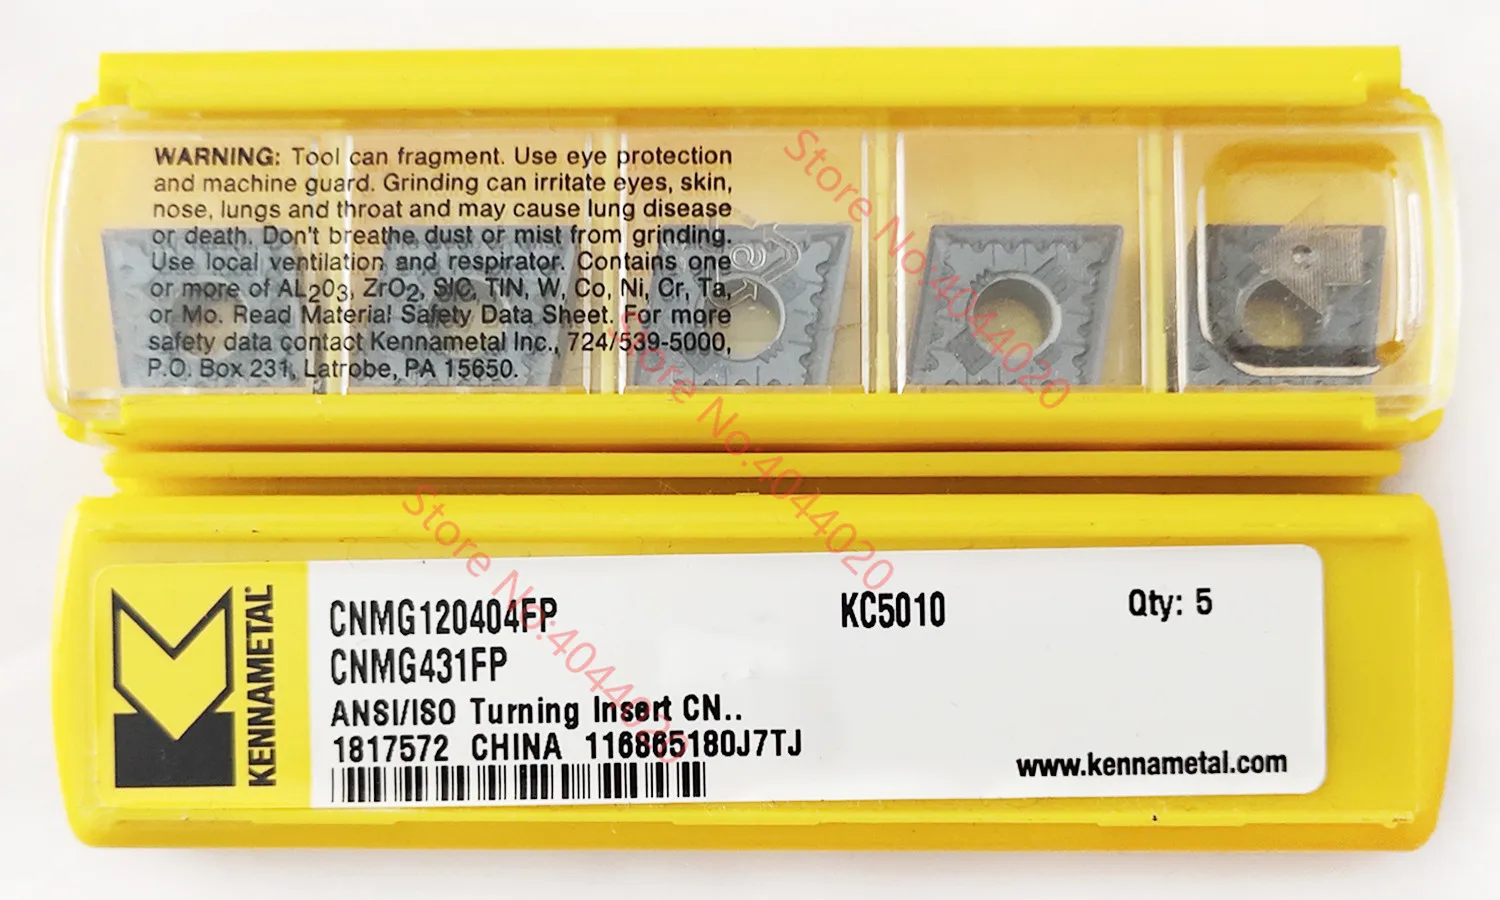 WARNING: Tool can fragment. Use eye protection
and machine guard. Grinding can irritate eyes, skin,
nose, lungs and throat and may cause lung disease
or death. Don't breathe dust or mist from grinding.
Use local ventilation and respirator. Contains one
or more of AL2O3, ZrO2, SIC, TIN, W, Co, Ni, Cr, Ta,
or Mo. Read Material Safety Data Sheet. For more
safety data contact Kennametal Inc., 724/539-5000,
P.O. Box 231, Latrobe, PA 15650.
Store No:4044020
Store No:4044020
Store No:4044020
KENNAMETAL®
CNMG120404FP KC5010 Qty: 5
CNMG431FP
ANSI/ISO Turning Insert CN..
1817572 CHINA 116865180J7TJ
www.kennametal.com